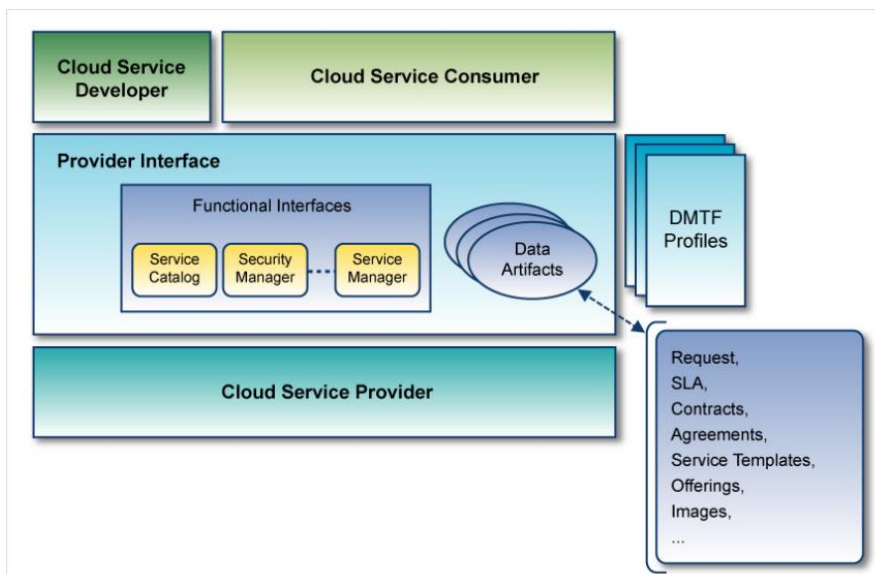 Cloud Service
Developer
Cloud Service Consumer
Provider Interface
Functional Interfaces
Service
Catalog
Security
Manager
Service
Manager
Data
Artifacts
DMTF
Profiles
Cloud Service Provider
Request,
SLA,
Contracts,
Agreements,
Service Templates,
Offerings,
Images,
...